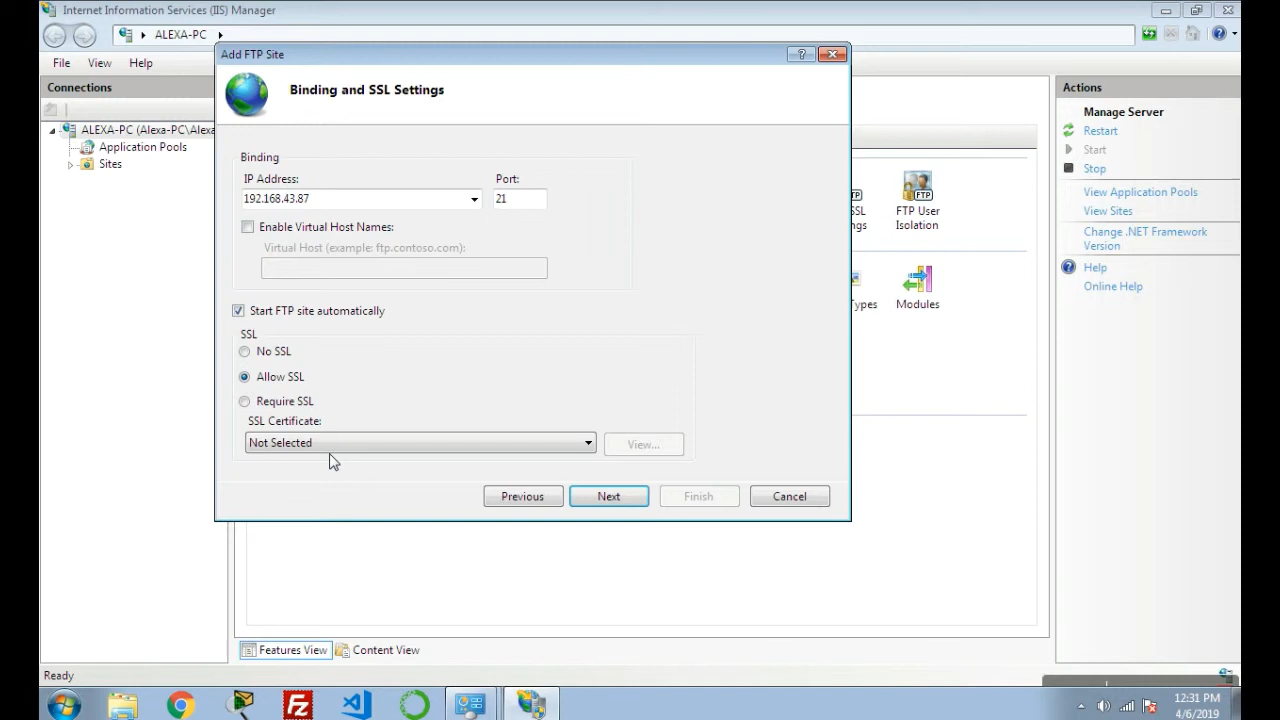 Internet Information Services (IIS) Manager
ALEXA-PC
File View Help
Connections
ALEXA-PC (Alexa-PC\Alexa
Application Pools
Sites
Add FTP Site
Binding and SSL Settings
Binding
IP Address:
Port:
192.168.43.87
21
Enable Virtual Host Names:
Virtual Host (example: ftp.contoso.com):
Start FTP site automatically
SSL
No SSL
Allow SSL
Require SSL
SSL Certificate:
Not Selected
View...
Previous
Next
Finish
Cancel
SL
ngs
FTP
FTP User
Isolation
Types
Modules
Features View
Content View
Actions
Manage Server
Restart
Start
Stop
View Application Pools
View Sites
Change .NET Framework
Version
Help
Online Help
Ready
12:31 PM
4/6/2019